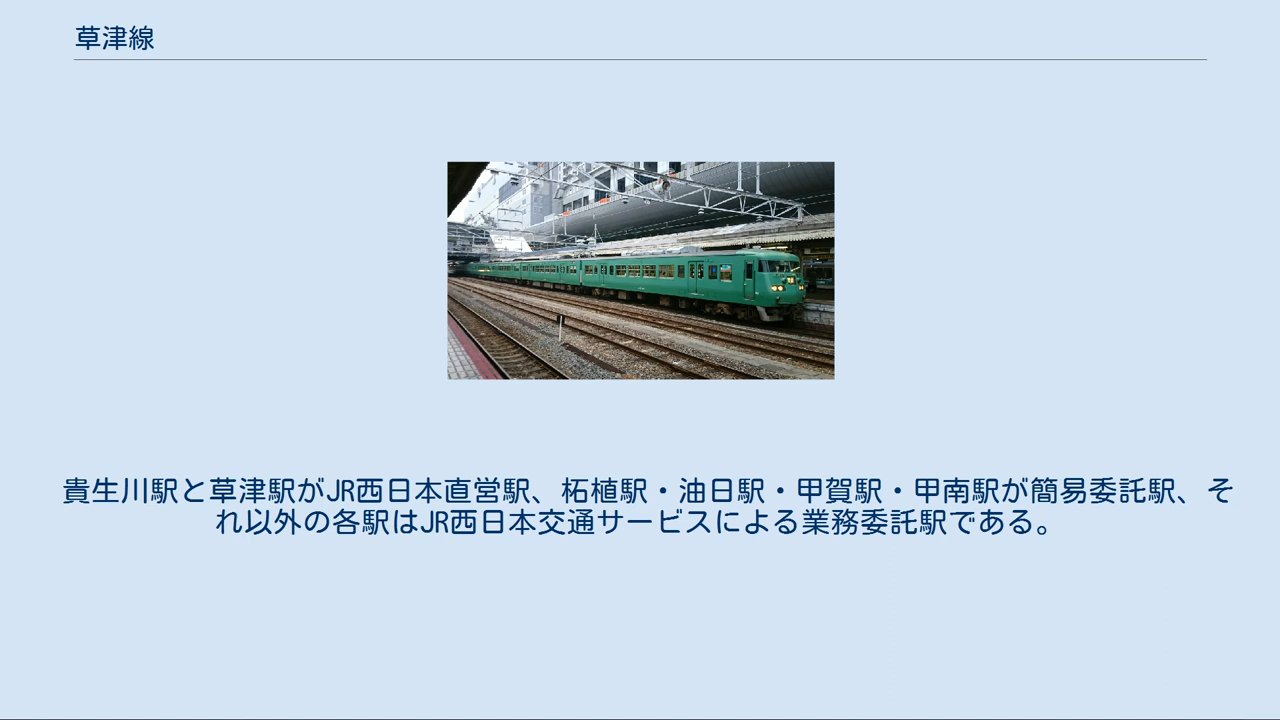 草津線
貴生川駅と草津駅がJR西日本直営駅、柘植駅・油日駅・甲賀駅・甲南駅が簡易委託駅、そ
れ以外の各駅はJR西日本交通サービスによる業務委託駅である。